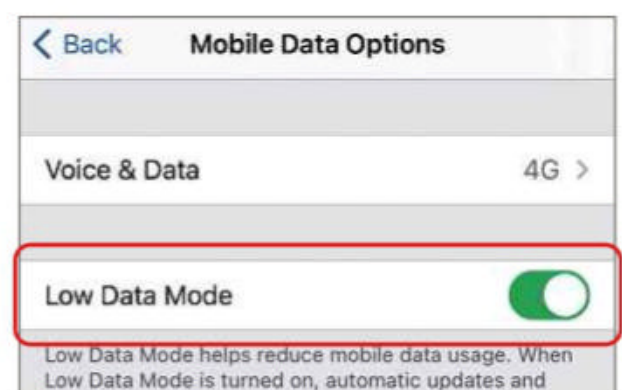 Back Mobile Data Options
Voice & Data 4G >
Low Data Mode
Low Data Mode helps reduce mobile data usage. When
Low Data Mode is turned on, automatic updates and